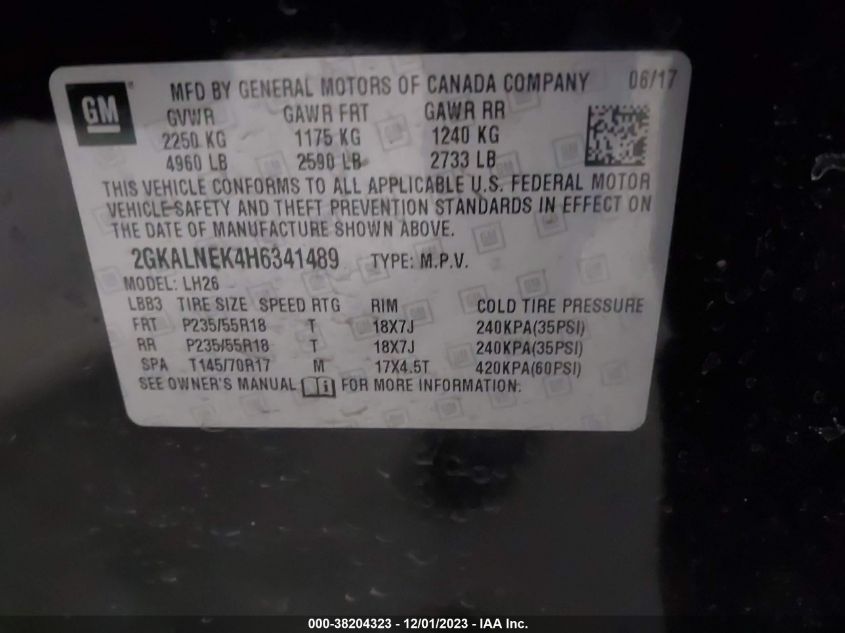 GM
MFD BY GENERAL MOTORS OF CANADA COMPANY 06/17
GVWR GAWR FRT GAWR RR
2250 KG 1175 KG 1240 KG
4960 LB 2590 LB 2733 LB
THIS VEHICLE CONFORMS TO ALL APPLICABLE U.S. FEDERAL MOTOR
VEHICLE SAFETY AND THEFT PREVENTION STANDARDS IN EFFECT ON
THE DATE OF MANUFACTURE SHOWN ABOVE.
2GKALNEK4H6341489 TYPE: M.P.V.
MODEL: LH26
LBB3 TIRE SIZE SPEED RTG RIM COLD TIRE PRESSURE
FRT P235/55R18 T 18X7J 240KPA(35PSI)
RR P235/55R18 T 18X7J 240KPA(35PSI)
SPA T145/70R17 M 17X4.5T 420KPA(60PSI)
SEE OWNER'S MANUAL FOR MORE INFORMATION.
000-38204323 - 12/01/2023 - IAA Inc.